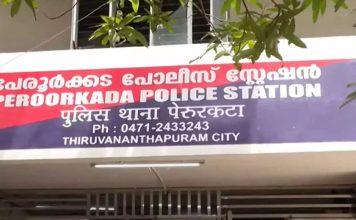 പേരൂർക്കട പോലീസ് സ്റ്റേഷൻ
PEROORKADA POLICE STATION
पुलिस थाना पेरुरकटा
Ph : 0471-2433243
THIRUVANANTHAPURAM CITY